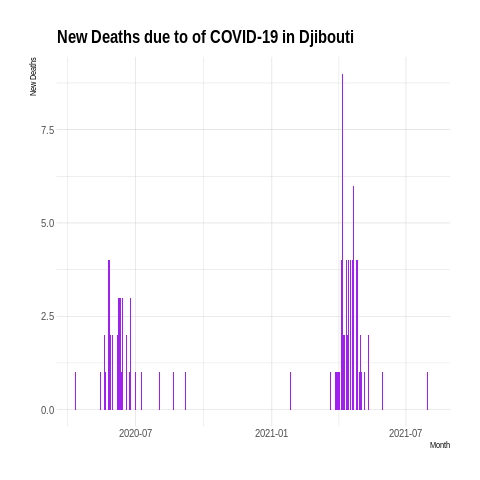 New Deaths due to of COVID-19 in Djibouti
New Deaths
7.5
5.0
2.5
0.0
2020-07
2021-01
2021-07
Month